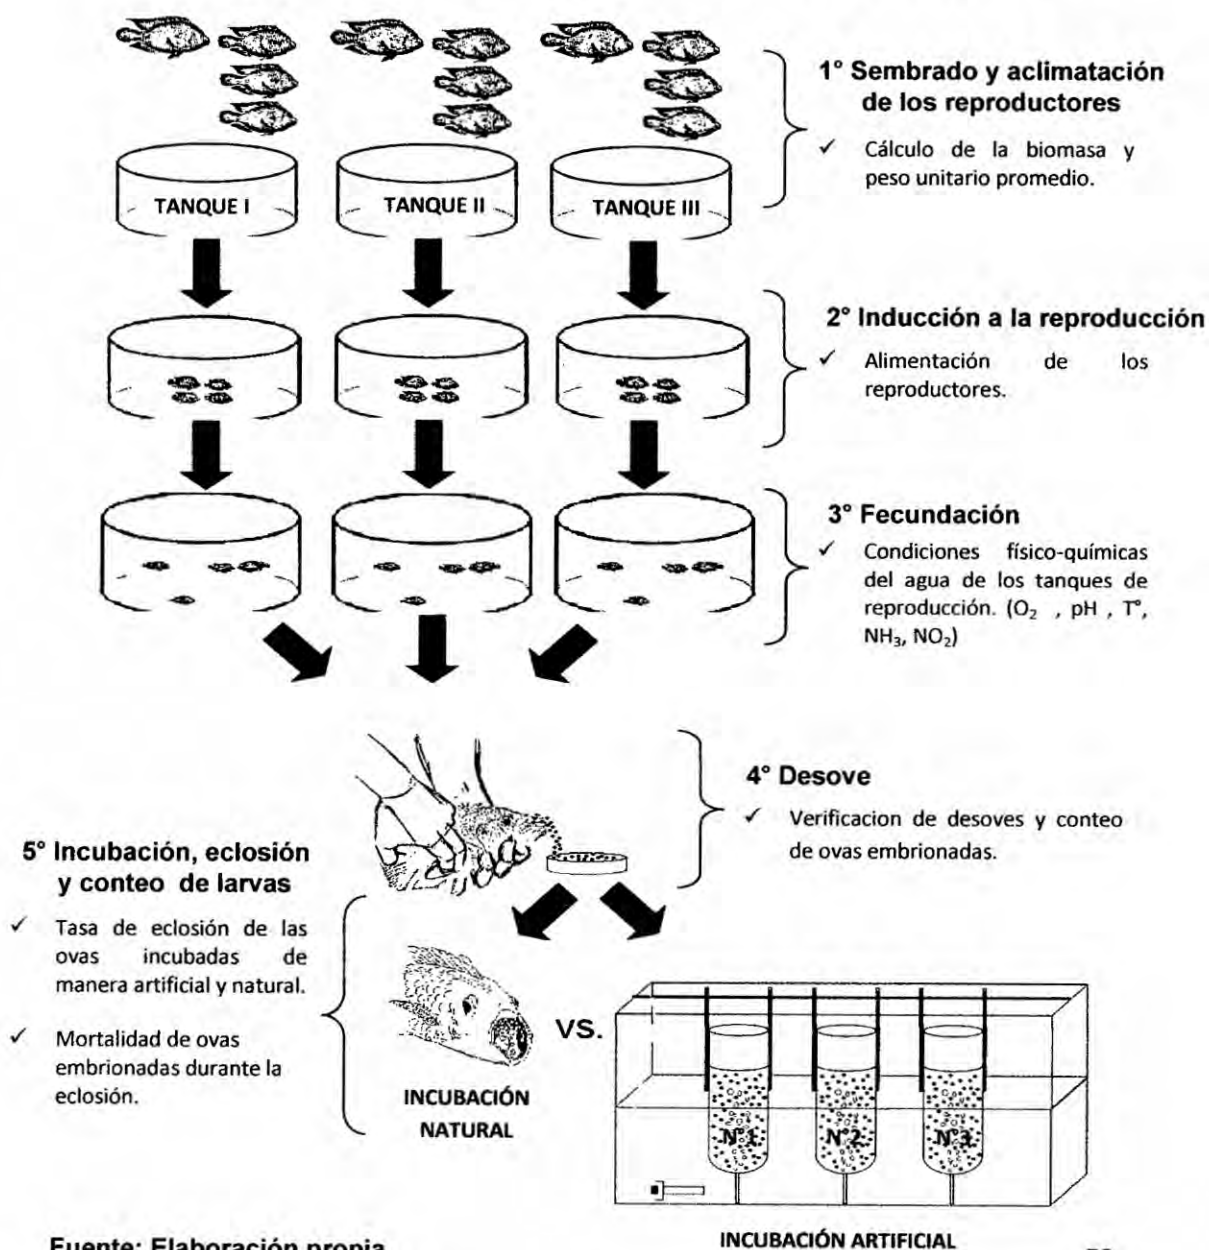 1° Sembrado y aclimatación
de los reproductores
✓ Cálculo de la biomasa y
peso unitario promedio.
TANQUE I
TANQUE II
TANQUE III
2° Inducción a la reproducción
✓ Alimentación de los
reproductores.
3° Fecundación
✓ Condiciones físico-químicas
del agua de los tanques de
reproducción. (O₂ , pH , T°,
NH₃, NO₂)
4° Desove
✓ Verificacion de desoves y conteo
de ovas embrionadas.
5° Incubación, eclosión
y conteo de larvas
✓ Tasa de eclosión de las
ovas incubadas de
manera artificial y natural.
✓ Mortalidad de ovas
embrionadas durante la
eclosión.
VS.
INCUBACIÓN
NATURAL
N°1
N°2
N°3
INCUBACIÓN ARTIFICIAL
Fuente: Elaboración propia